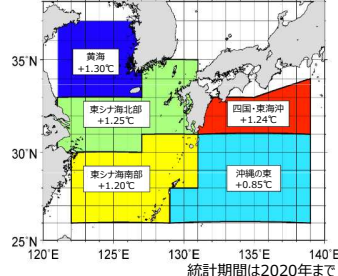 35°N
30°N
25°N
黄海
+1.30℃
東シナ海北部
+1.25℃
四国・東海沖
+1.24℃
東シナ海南部
+1.20℃
沖縄の東
+0.85℃
120°E
125°E
130°E
135°E
140°E
統計期間は2020年まで